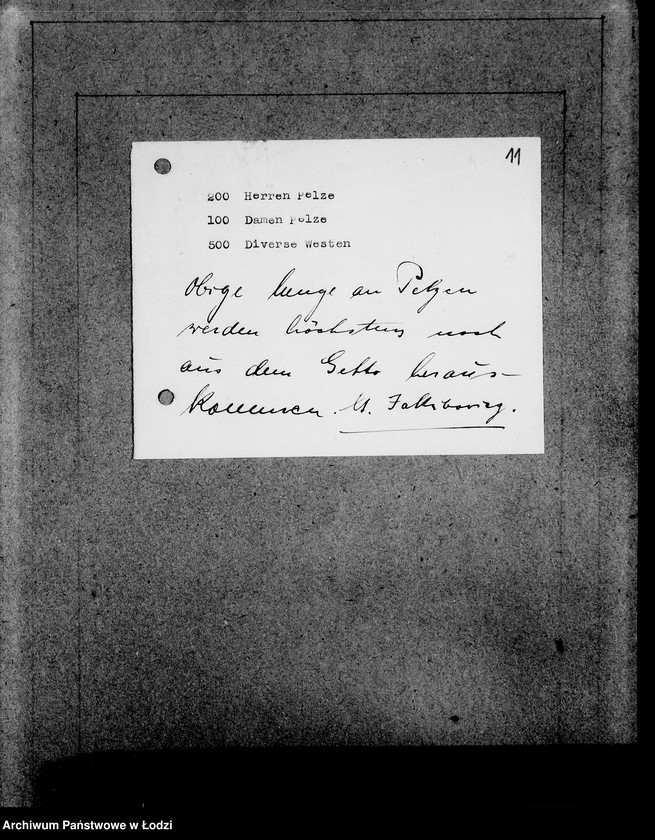 11
200 Herren Pelze
100 Damen Pelze
500 Diverse Westen
Obige Menge an Pelzen
werden höchstens noch
aus dem Getto heraus-
kommen. lt.
Archiwum Państwowe w Łodzi